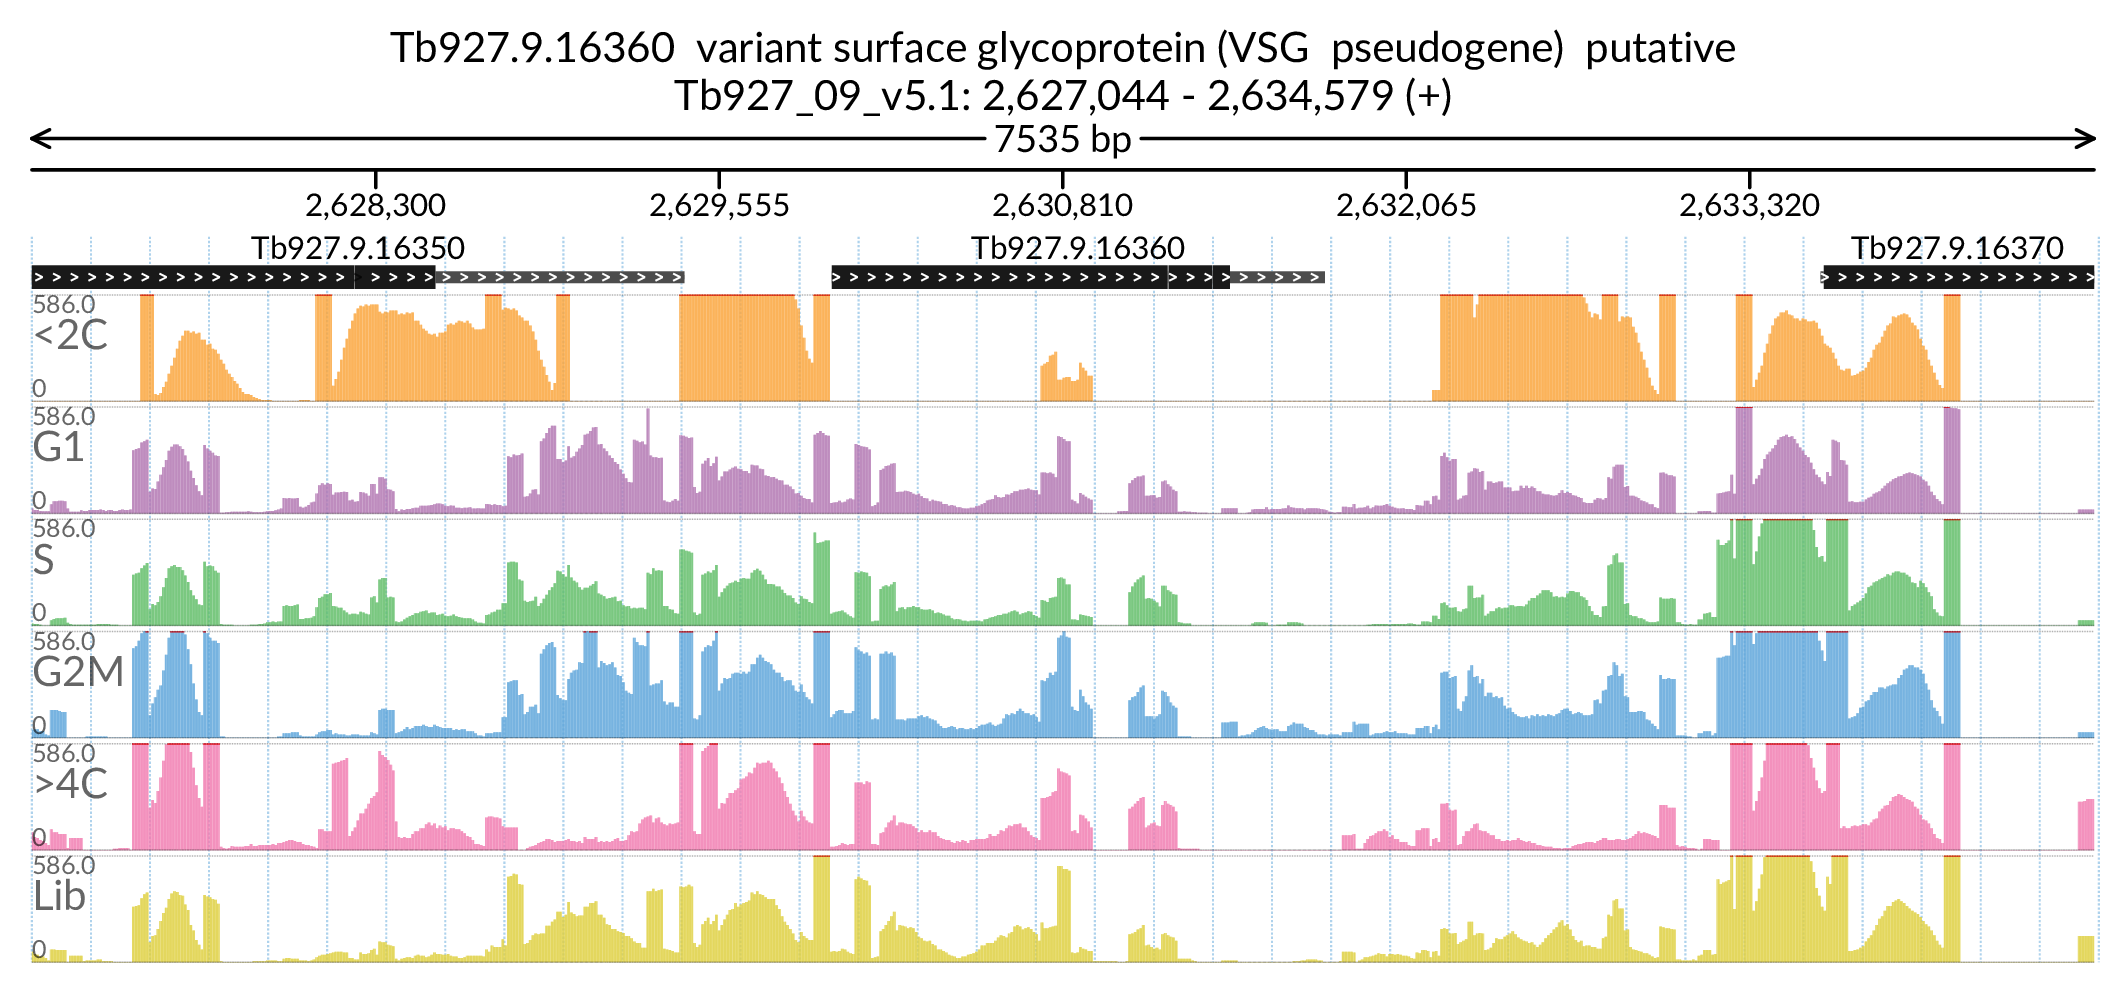 Tb927.9.16360 variant surface glycoprotein (VSG pseudogene) putative
Tb927_09_v5.1: 2,627,044 - 2,634,579 (+)
7535 bp
2,628,300 2,629,555 2,630,810 2,632,065 2,633,320
Tb927.9.16350 Tb927.9.16360 Tb927.9.16370
586.0
<2C
0
586.0
G1
0
586.0
S
0
586.0
G2M
0
586.0
>4C
0
586.0
Lib
0